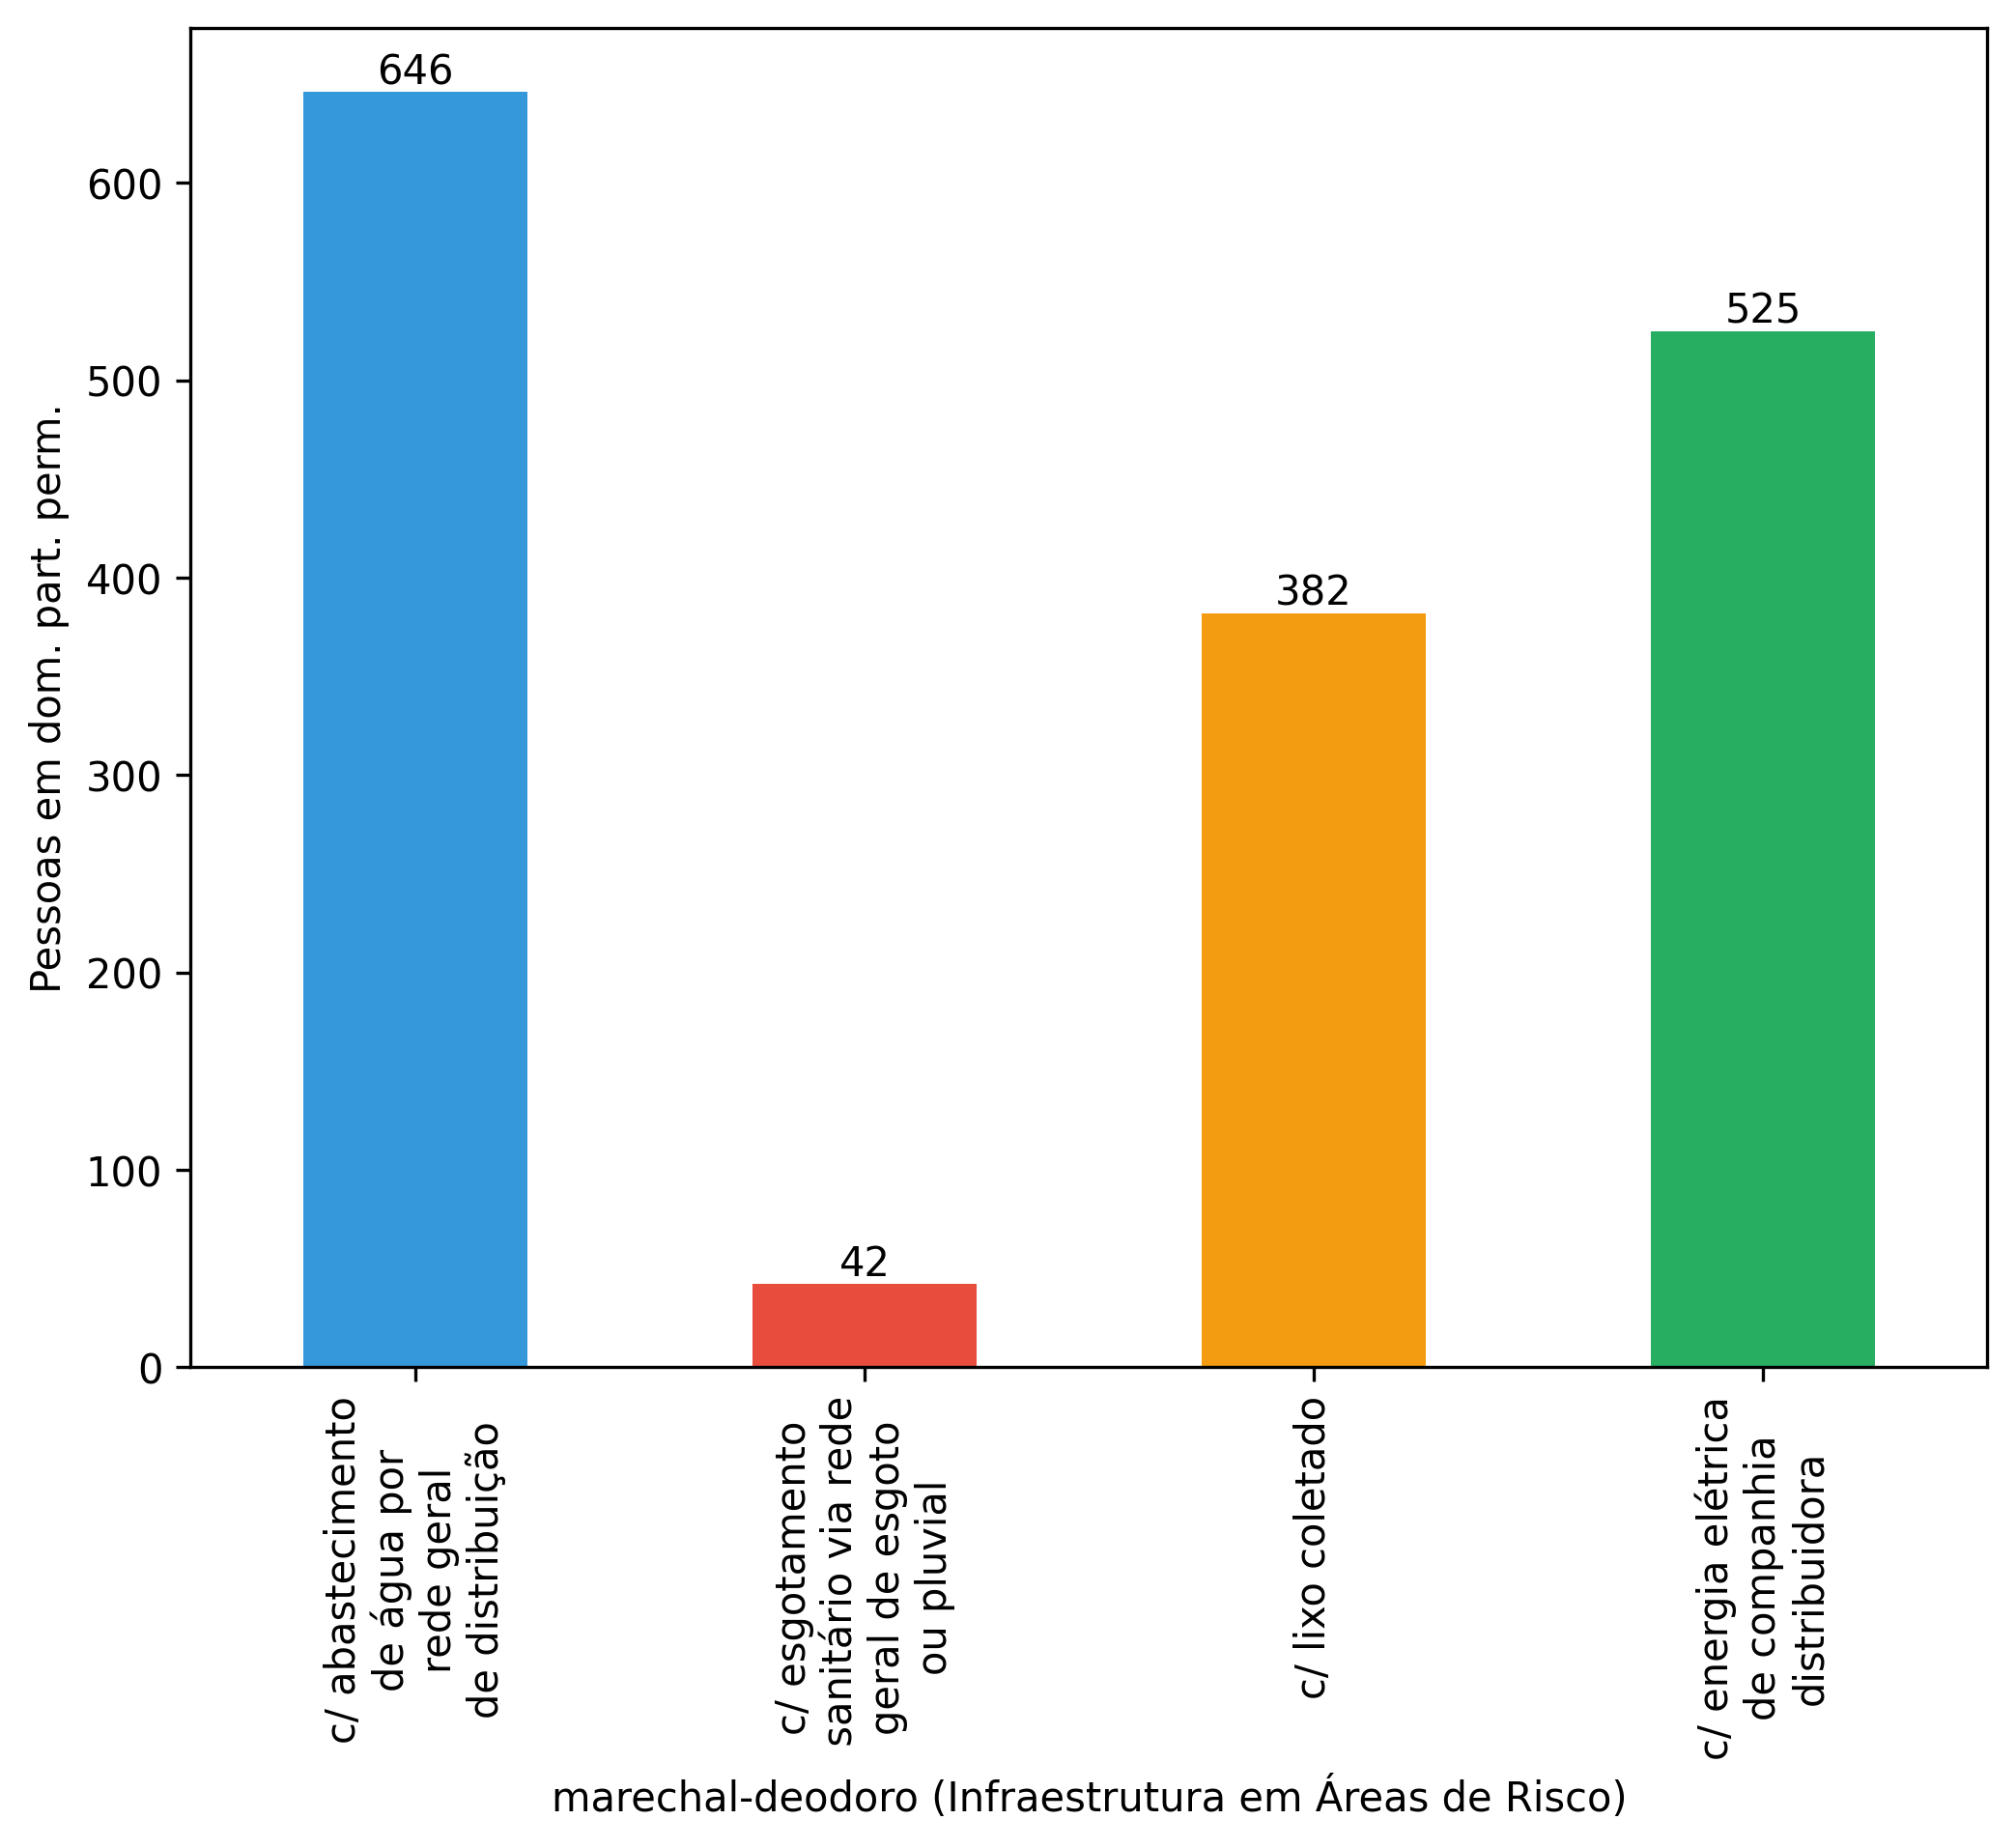 646
42
382
525
600
500
400
300
200
100
0
Pessoas em dom. part. perm.
c/ abastecimento
de água por
rede geral
de distribuição
c/ esgotamento
sanitário via rede
geral de esgoto
ou pluvial
c/ lixo coletado
c/ energia elétrica
de companhia
distribuidora
marechal-deodoro (Infraestrutura em Áreas de Risco)